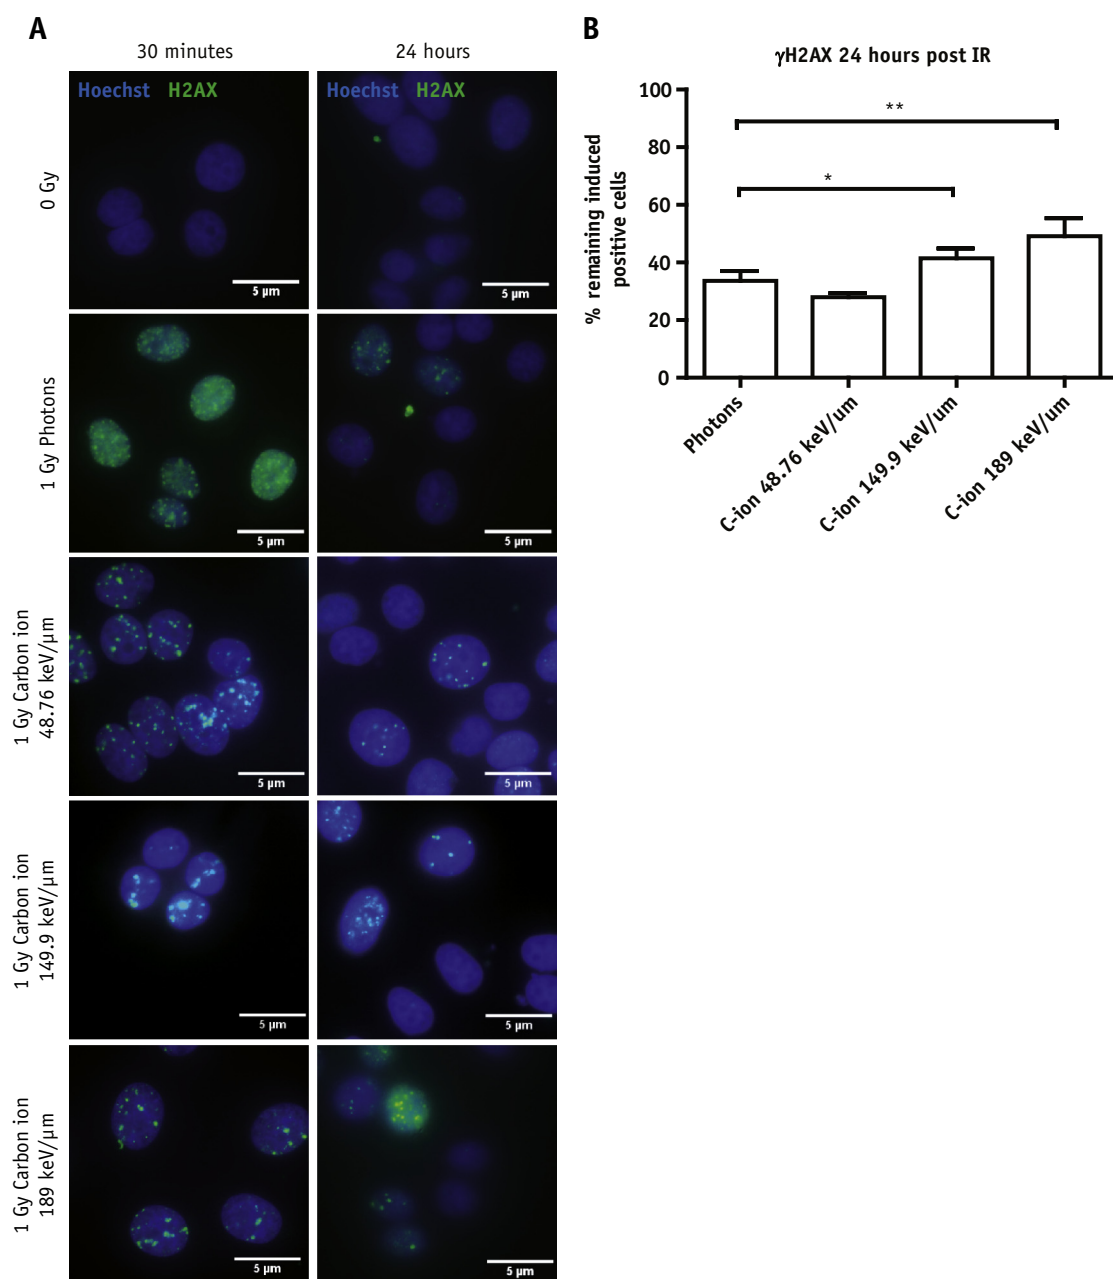 A
30 minutes
24 hours
Hoechst H2AX
Hoechst H2AX
0 Gy
5 µm
5 µm
1 Gy Photons
5 µm
5 µm
1 Gy Carbon ion
48.76 keV/µm
5 µm
5 µm
1 Gy Carbon ion
149.9 keV/µm
5 µm
5 µm
1 Gy Carbon ion
189 keV/µm
5 µm
5 µm
B
γH2AX 24 hours post IR
% remaining induced
positive cells
100
80
60
40
20
0
**
*
Photons
C-ion 48.76 keV/um
C-ion 149.9 keV/um
C-ion 189 keV/um